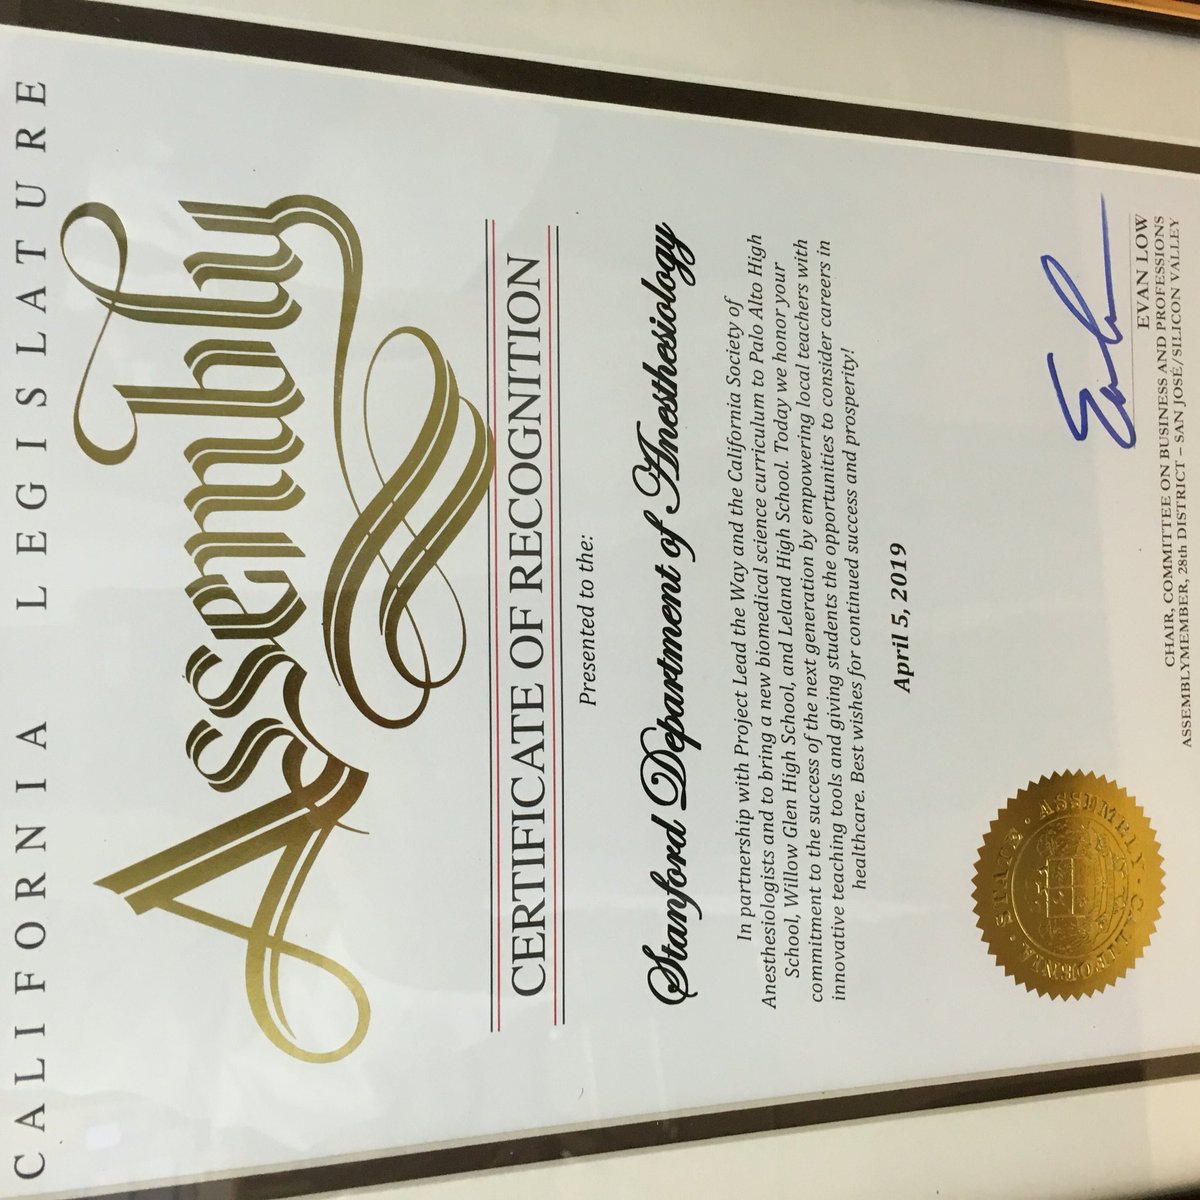 CALIFORNIA LEGISLATURE
Assembly
CERTIFICATE OF RECOGNITION
Presented to the:
Stanford Department of Anesthesiology
In partnership with Project Lead the Way and the California Society of
Anesthesiologists and to bring a new biomedical science curriculum to Palo Alto High
School, Willow Glen High School, and Leland High School. Today we honor your
commitment to the success of the next generation by empowering local teachers with
innovative teaching tools and giving students the opportunities to consider careers in
healthcare. Best wishes for continued success and prosperity!
April 5, 2019
STATE · ASSEMBLY · CALIFORNIA
EVAN LOW
CHAIR, COMMITTEE ON BUSINESS AND PROFESSIONS
ASSEMBLYMEMBER, 28th DISTRICT – SAN JOSÉ/SILICON VALLEY